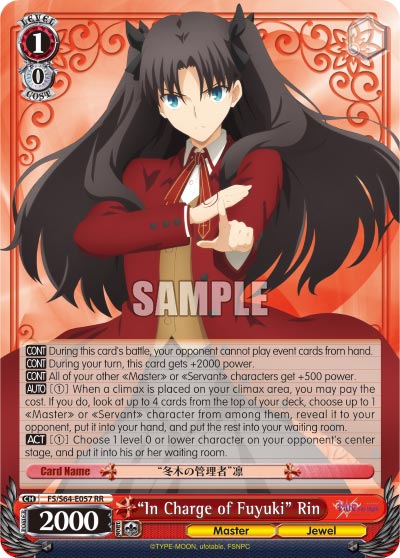 LEVEL
1
0
COST
SAMPLE
CONT During this card's battle, your opponent cannot play event cards from hand.
CONT During your turn, this card gets +2000 power.
CONT All of your other «Master» or «Servant» characters get +500 power.
AUTO [①] When a climax is placed on your climax area, you may pay the
cost. If you do, look at up to 4 cards from the top of your deck, choose up to 1
«Master» or «Servant» character from among them, reveal it to your
opponent, put it into your hand, and put the rest into your waiting room.
ACT [①] Choose 1 level 0 or lower character on your opponent's center
stage, and put it into his or her waiting room.
Card Name
“冬木の管理者”凛
CH FS/S64-E057 RR
2000
“In Charge of Fuyuki” Rin
Master
Jewel
©TYPE-MOON, ufotable, FSNPC